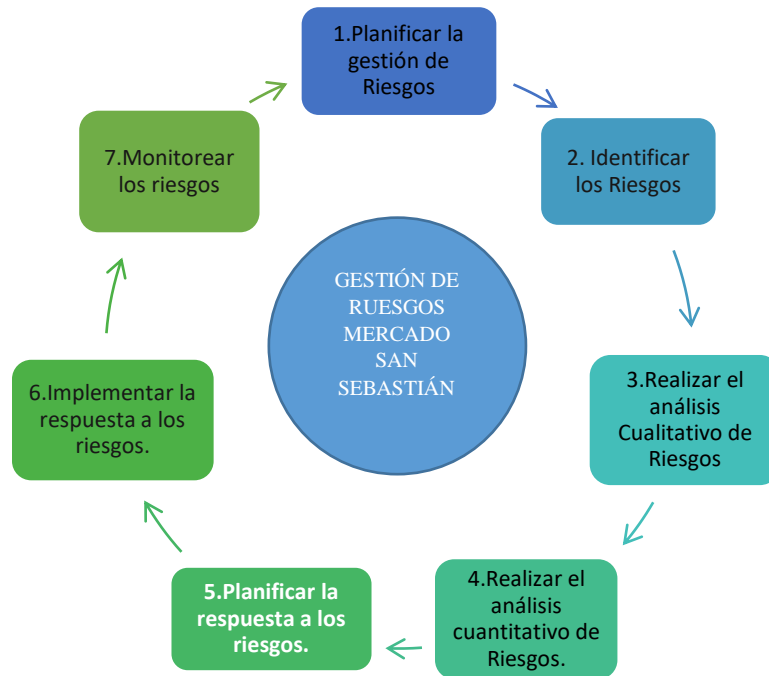 1.Planificar la
gestión de
Riesgos
2. Identificar
los Riesgos
3.Realizar el
análisis
Cualitativo de
Riesgos
4.Realizar el
análisis
cuantitativo de
Riesgos.
5.Planificar la
respuesta a los
riesgos.
6.Implementar la
respuesta a los
riesgos.
7.Monitorear
los riesgos
GESTIÓN DE
RUESGOS
MERCADO
SAN
SEBASTIÁN